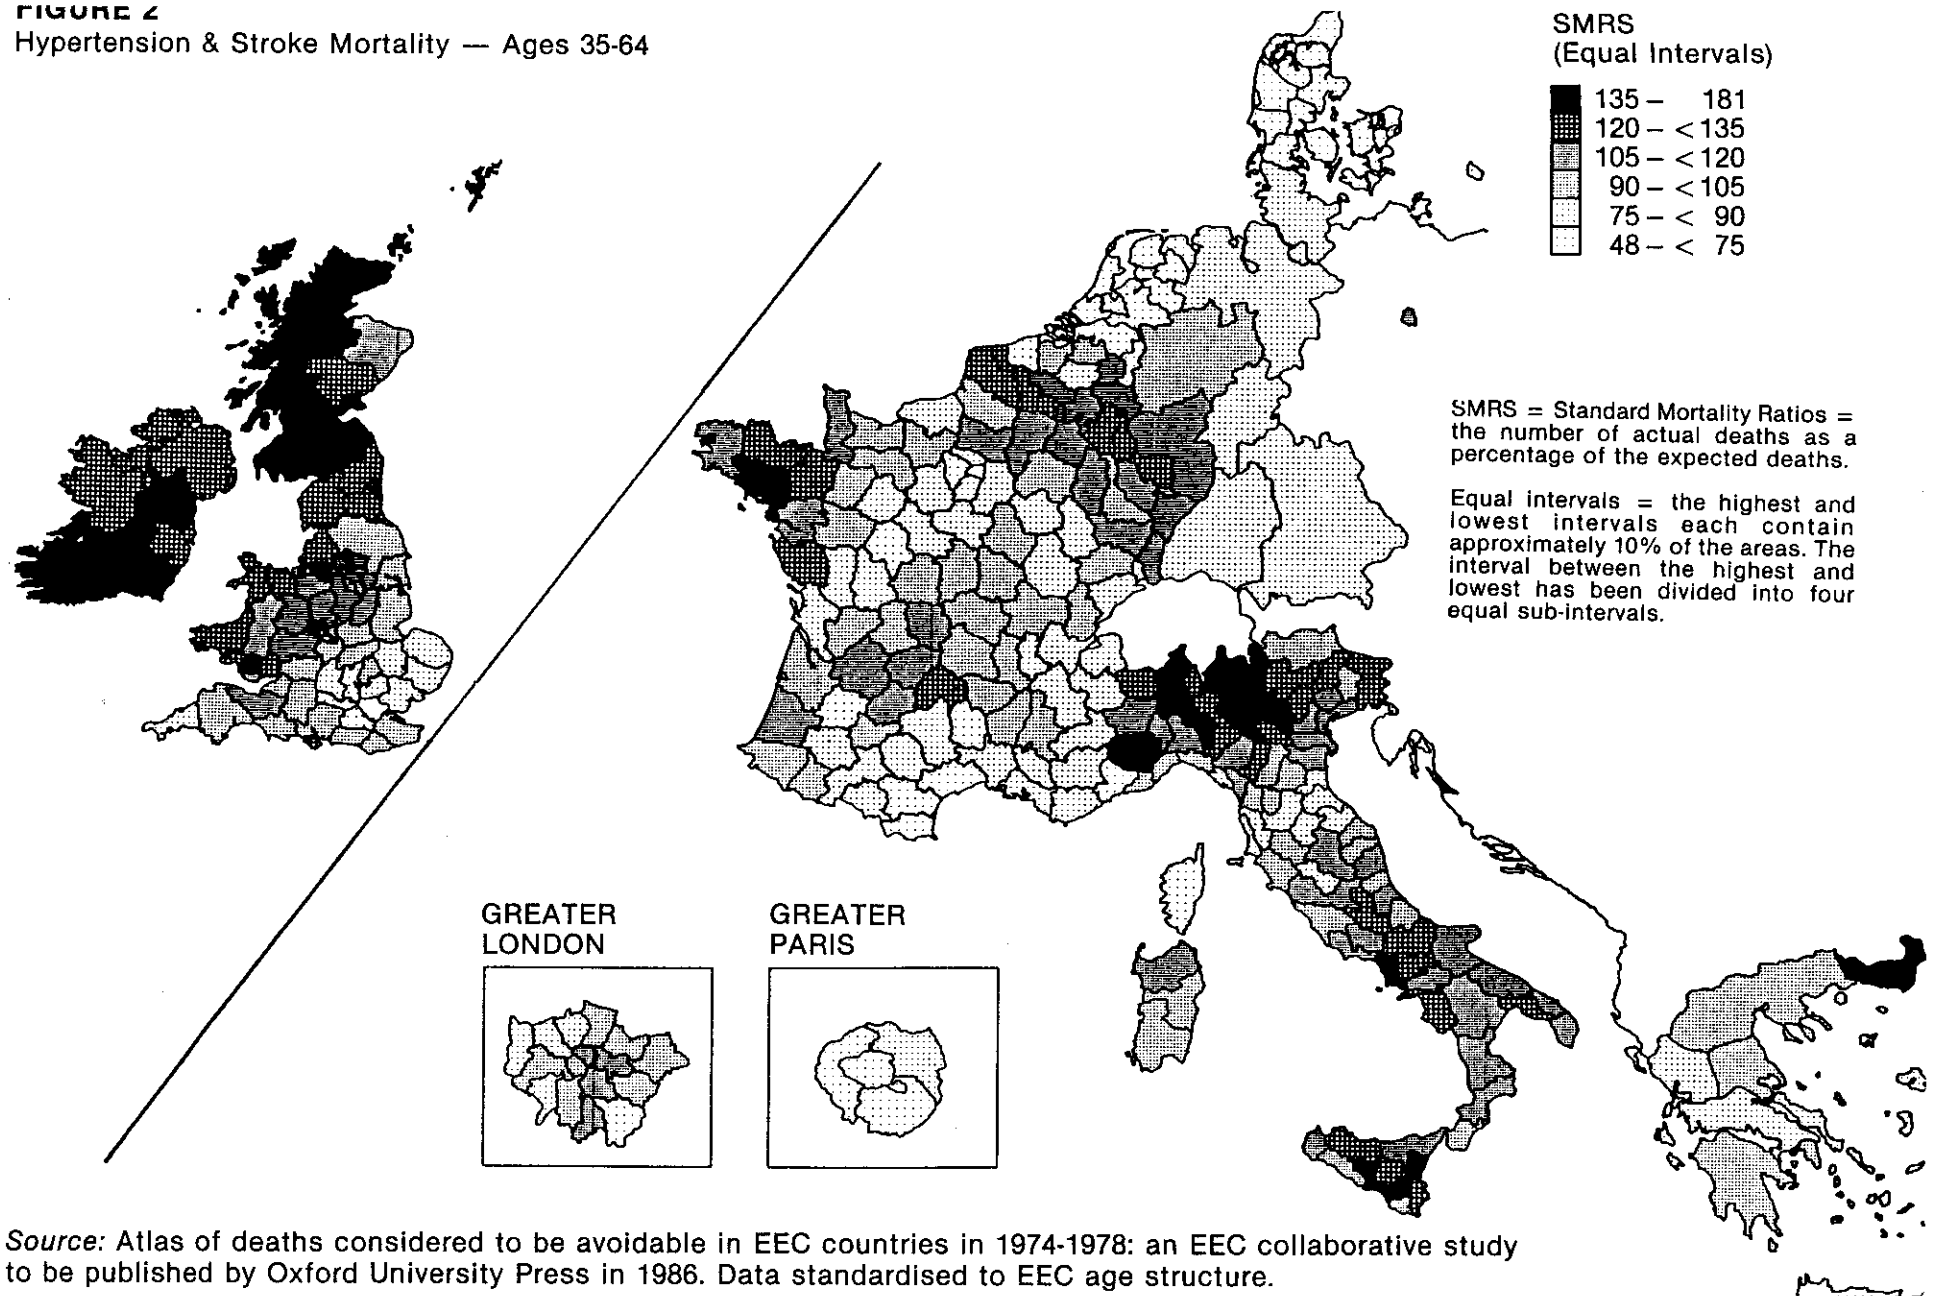 FIGURE 2
Hypertension & Stroke Mortality — Ages 35-64
SMRS
(Equal Intervals)
135 – 181
120 – < 135
105 – < 120
90 – < 105
75 – < 90
48 – < 75
SMRS = Standard Mortality Ratios =
the number of actual deaths as a
percentage of the expected deaths.
Equal intervals = the highest and
lowest intervals each contain
approximately 10% of the areas. The
interval between the highest and
lowest has been divided into four
equal sub-intervals.
GREATER
LONDON
GREATER
PARIS
Source: Atlas of deaths considered to be avoidable in EEC countries in 1974-1978: an EEC collaborative study
to be published by Oxford University Press in 1986. Data standardised to EEC age structure.